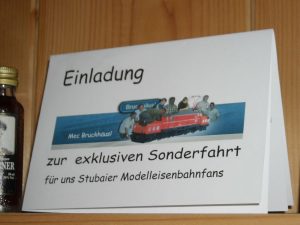 Einladung
Mec Bruckhäusl
zur exklusiven Sonderfahrt
für uns Stubaier Modelleisenbahnfans